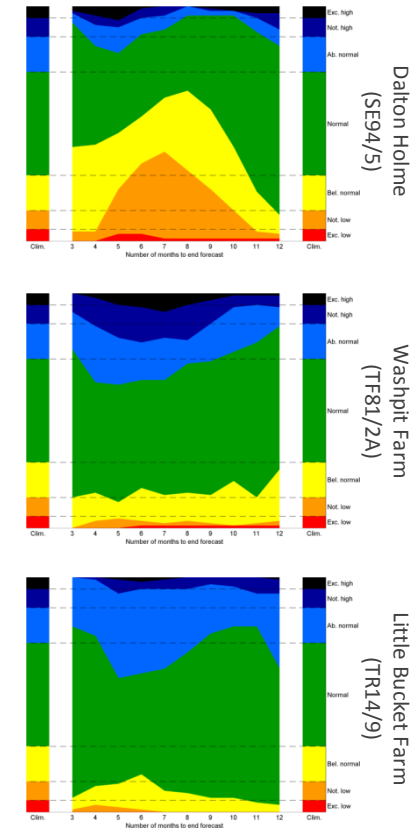 Exc. high
Not. high
Ab. normal
Normal
Bel. normal
Not. low
Exc. low
Clim. 3 4 5 6 7 8 9 10 11 12 Clim.
Number of months to end forecast
Dalton Holme
(SE94/5)
Exc. high
Not. high
Ab. normal
Normal
Bel. normal
Not. low
Exc. low
Clim. 3 4 5 6 7 8 9 10 11 12 Clim.
Number of months to end forecast
Washpit Farm
(TF81/2A)
Exc. high
Not. high
Ab. normal
Normal
Bel. normal
Not. low
Exc. low
Clim. 3 4 5 6 7 8 9 10 11 12 Clim.
Number of months to end forecast
Little Bucket Farm
(TR14/9)